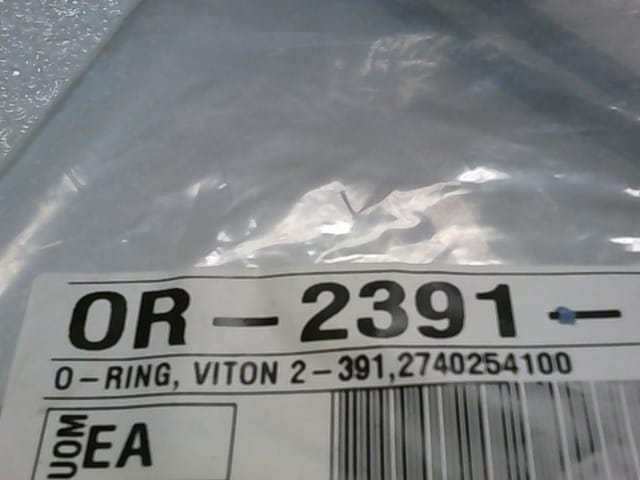 OR-2391-
O-RING, VITON 2-391,2740254100
UOM EA